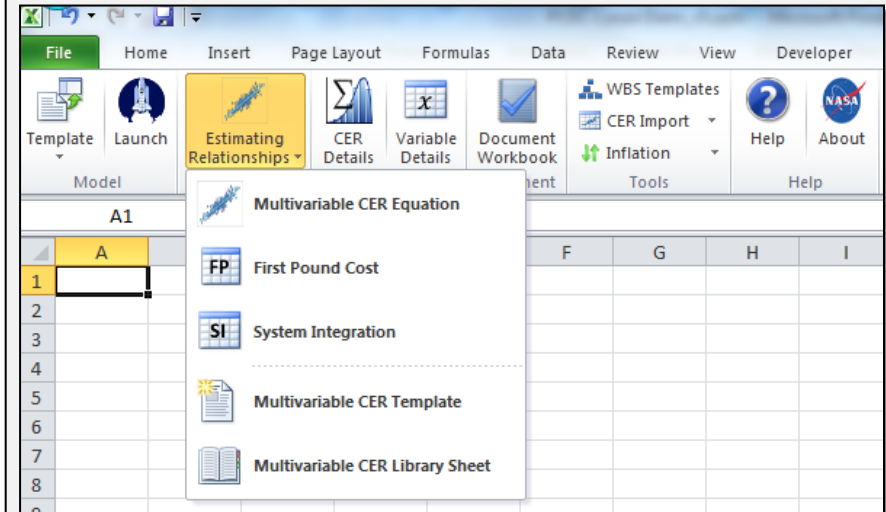 File Home Insert Page Layout Formulas Data Review View Developer
Template Launch Estimating Relationships CER Details Variable Details Document Workbook WBS Templates CER Import Inflation Help About
NASA
Σ x ?
Model ment Tools Help
A1
A F G H I
Multivariable CER Equation
FP First Pound Cost
SI System Integration
Multivariable CER Template
Multivariable CER Library Sheet
1
2
3
4
5
6
7
8